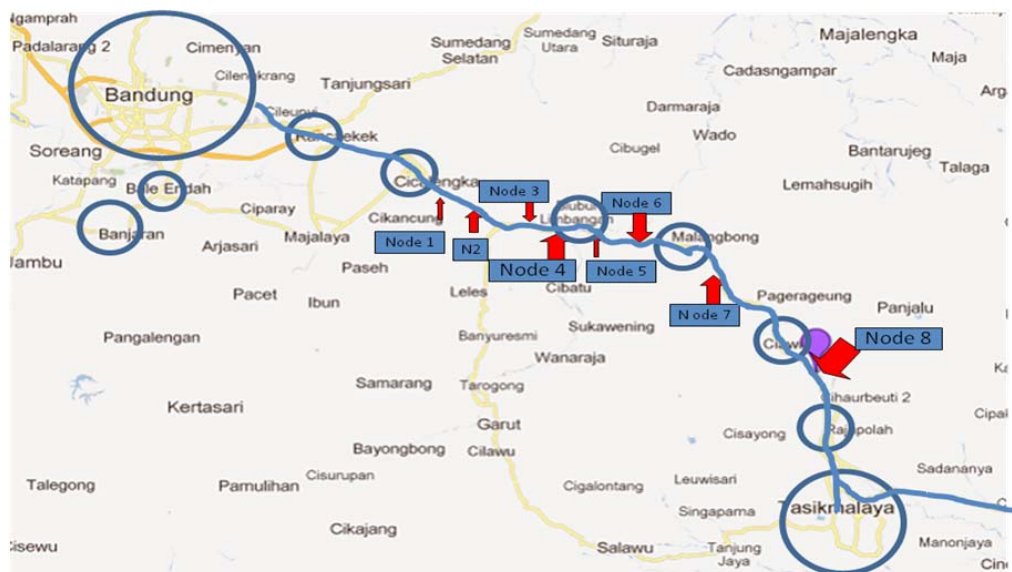 Ngamprah
Padalarang 2
Cimenyan
Cilengkrang
Bandung
Cileunyi
Tanjungsari
Sumedang
Selatan
Sumedang
Utara
Situraja
Majalengka
Maja
Cadasngampar
Darmaraja
Wado
Cibugel
Bantarujeg
Talaga
Lemahsugih
Soreang
Katapang
Bale Endah
Banjaran
Ciparay
Arjasari
Majalaya
Cikancung
Cicalengka
Node 1
N2
Node 3
Limbangan
Node 4
Node 5
Node 6
Malangbong
N ode 7
Node 8
Jambu
Pacet
Ibun
Paseh
Leles
Cibatu
Sukawening
Pagerageung
Panjalu
Pangalengan
Banyuresmi
Wanaraja
Samarang
Tarogong
Kertasari
Garut
Bayongbong
Cilawu
Cisurupan
Cihaurbeuti 2
Rajapolah
Cisayong
Sadananya
Talegong
Pamulihan
Cigalontang
Leuwisari
Singaparna
Tasikmalaya
Cisewu
Cikajang
Salawu
Tanjung
Jaya
Manonjaya